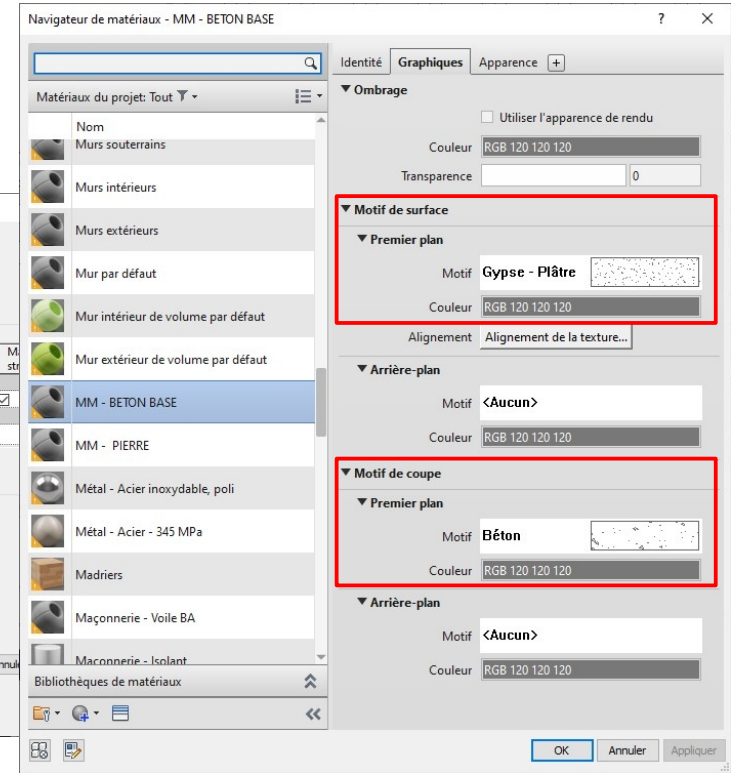 Navigateur de matériaux - MM - BETON BASE
Matériaux du projet: Tout
Nom
Murs souterrains
Murs intérieurs
Murs extérieurs
Mur par défaut
Mur intérieur de volume par défaut
Mur extérieur de volume par défaut
MM - BETON BASE
MM - PIERRE
Métal - Acier inoxydable, poli
Métal - Acier - 345 MPa
Madriers
Maçonnerie - Voile BA
Maçonnerie - Isolant
Bibliothèques de matériaux
Identité Graphiques Apparence +
Ombrage
Utiliser l'apparence de rendu
Couleur RGB 120 120 120
Transparence 0
Motif de surface
Premier plan
Motif Gypse - Plâtre
Couleur RGB 120 120 120
Alignement Alignement de la texture...
Arrière-plan
Motif <Aucun>
Couleur RGB 120 120 120
Motif de coupe
Premier plan
Motif Béton
Couleur RGB 120 120 120
Arrière-plan
Motif <Aucun>
Couleur RGB 120 120 120
OK Annuler Appliquer